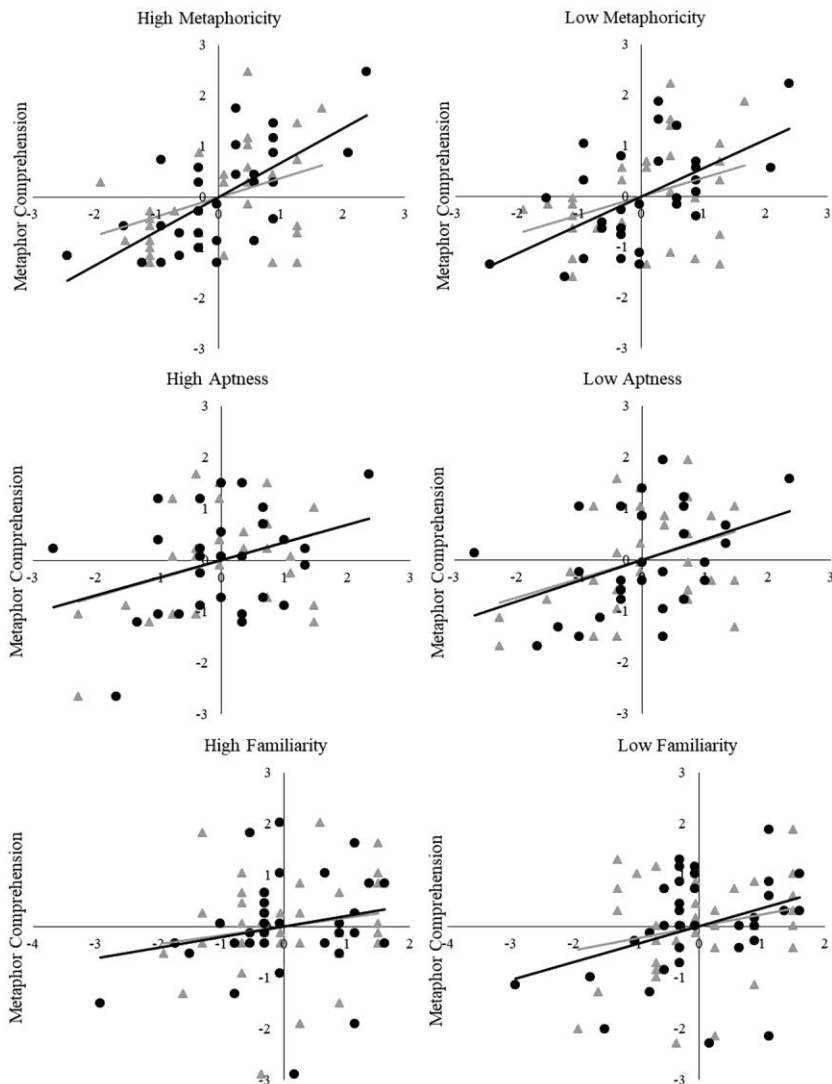 High Metaphoricity
Metaphor Comprehension
3
2
1
-3 -2 -1 0 1 2 3
-1
-2
-3
Low Metaphoricity
Metaphor Comprehension
3
2
1
-3 -2 -1 0 1 2 3
-1
-2
-3
High Aptness
Metaphor Comprehension
3
2
1
-3 -2 -1 0 1 2 3
-1
-2
-3
Low Aptness
Metaphor Comprehension
3
2
1
-3 -2 -1 0 1 2 3
-1
-2
-3
High Familiarity
Metaphor Comprehension
3
2
1
-4 -3 -2 -1 0 1 2
-1
-2
-3
Low Familiarity
Metaphor Comprehension
3
2
1
-4 -3 -2 -1 0 1 2
-1
-2
-3